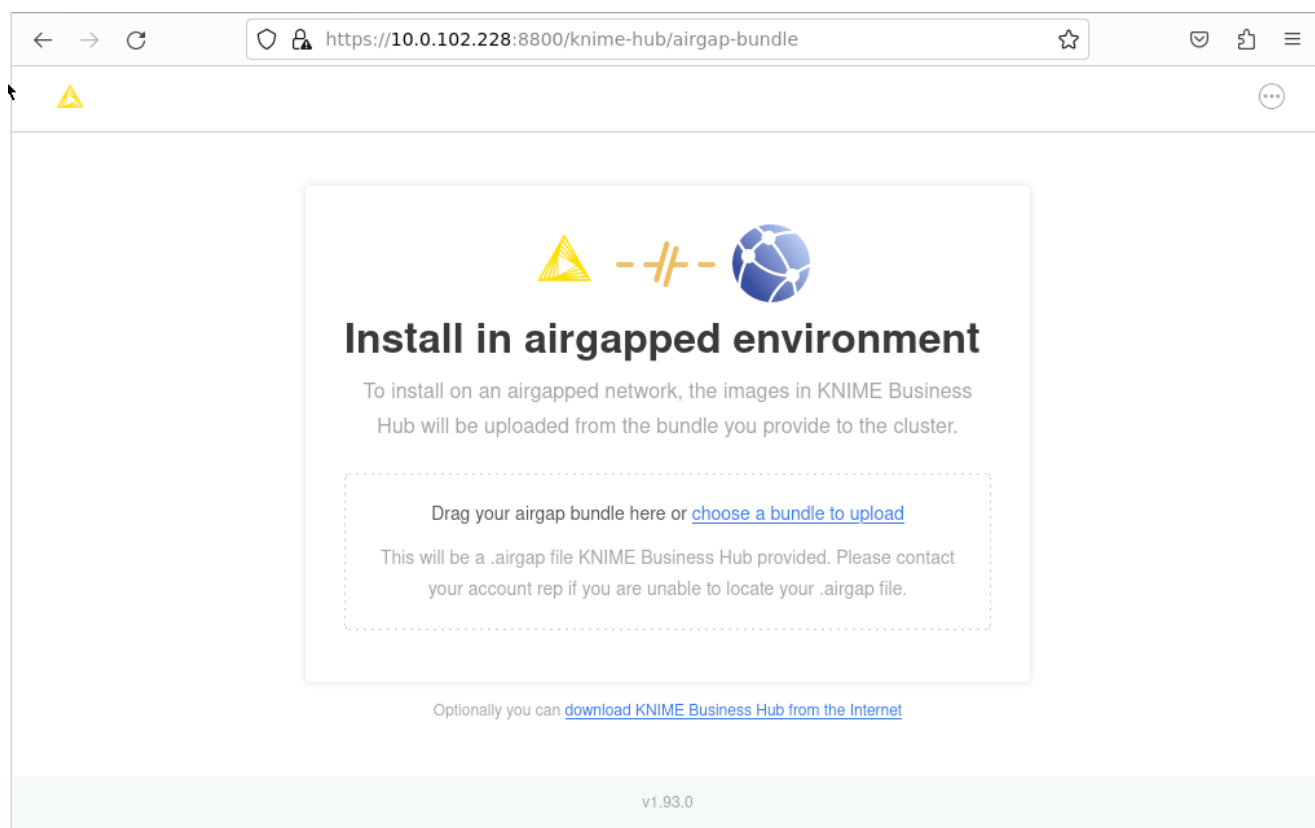 https://10.0.102.228:8800/knime-hub/airgap-bundle
Install in airgapped environment
To install on an airgapped network, the images in KNIME Business
Hub will be uploaded from the bundle you provide to the cluster.
Drag your airgap bundle here or choose a bundle to upload
This will be a .airgap file KNIME Business Hub provided. Please contact
your account rep if you are unable to locate your .airgap file.
Optionally you can download KNIME Business Hub from the Internet
v1.93.0